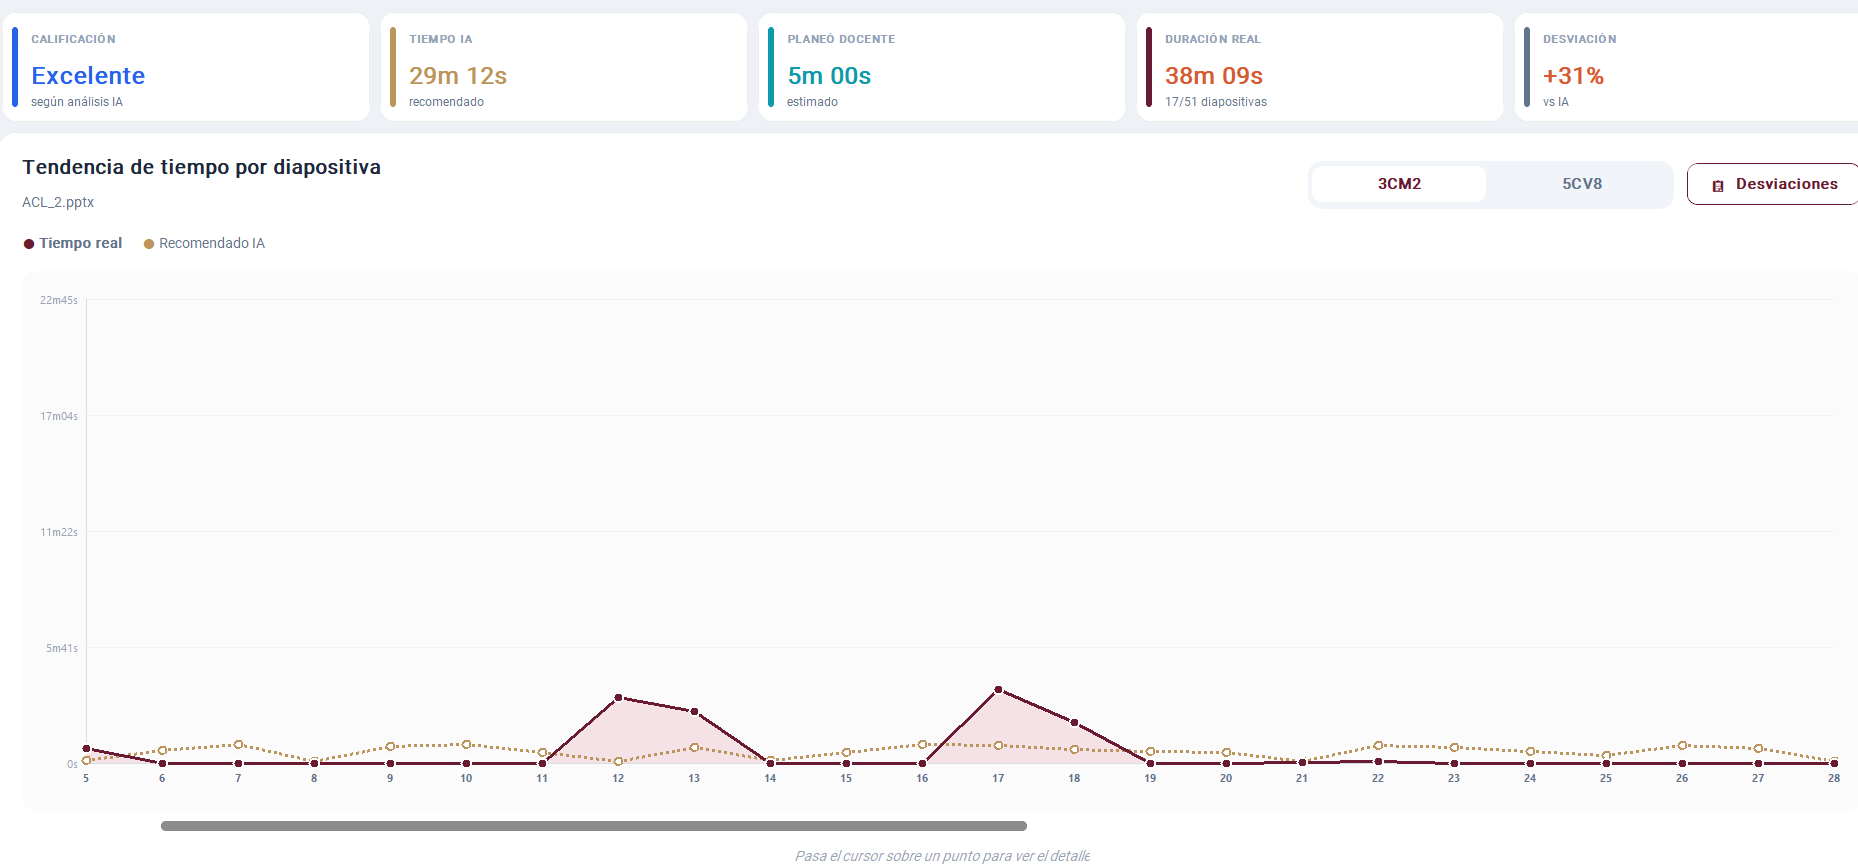 CALIFICACIÓN
Excelente
según análisis IA
TIEMPO IA
29m 12s
recomendado
PLANEÓ DOCENTE
5m 00s
estimado
DURACIÓN REAL
38m 09s
17/51 diapositivas
DESVIACIÓN
+31%
vs IA
Tendencia de tiempo por diapositiva
ACL_2.pptx
3CM2
5CV8
Desviaciones
Tiempo real
Recomendado IA
22m45s
17m04s
11m22s
5m41s
0s
5 6 7 8 9 10 11 12 13 14 15 16 17 18 19 20 21 22 23 24 25 26 27 28
Pasa el cursor sobre un punto para ver el detalle